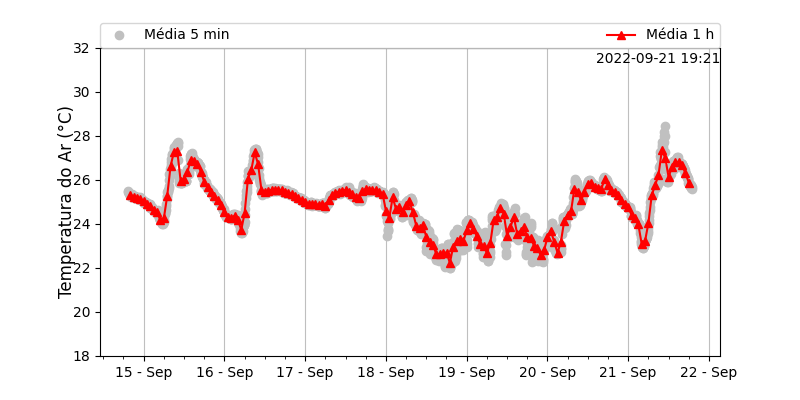 Média 5 min
Média 1 h
2022-09-21 19:21
Temperatura do Ar (°C)
32
30
28
26
24
22
20
18
15 - Sep
16 - Sep
17 - Sep
18 - Sep
19 - Sep
20 - Sep
21 - Sep
22 - Sep